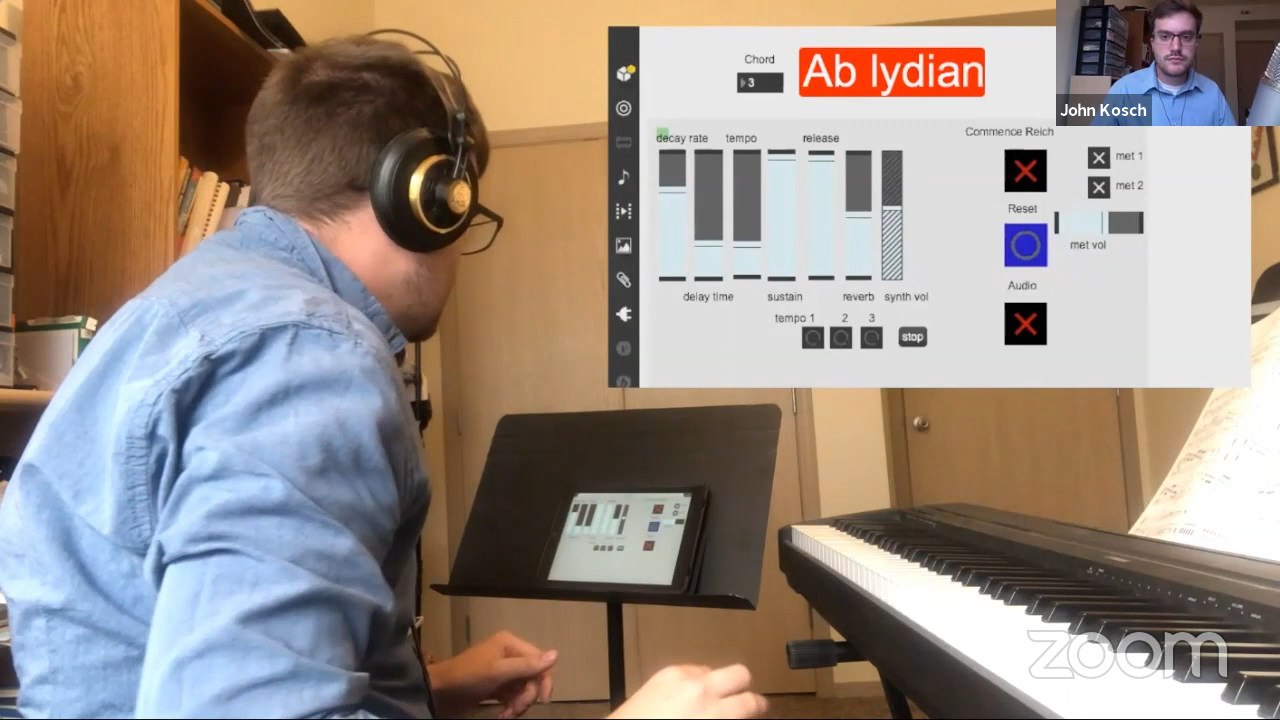 Chord
3
Ab lydian
John Kosch
decay rate
tempo
release
Commence Reich
met 1
met 2
Reset
met vol
Audio
delay time
sustain
reverb
synth vol
tempo 1
2
3
stop
zoom